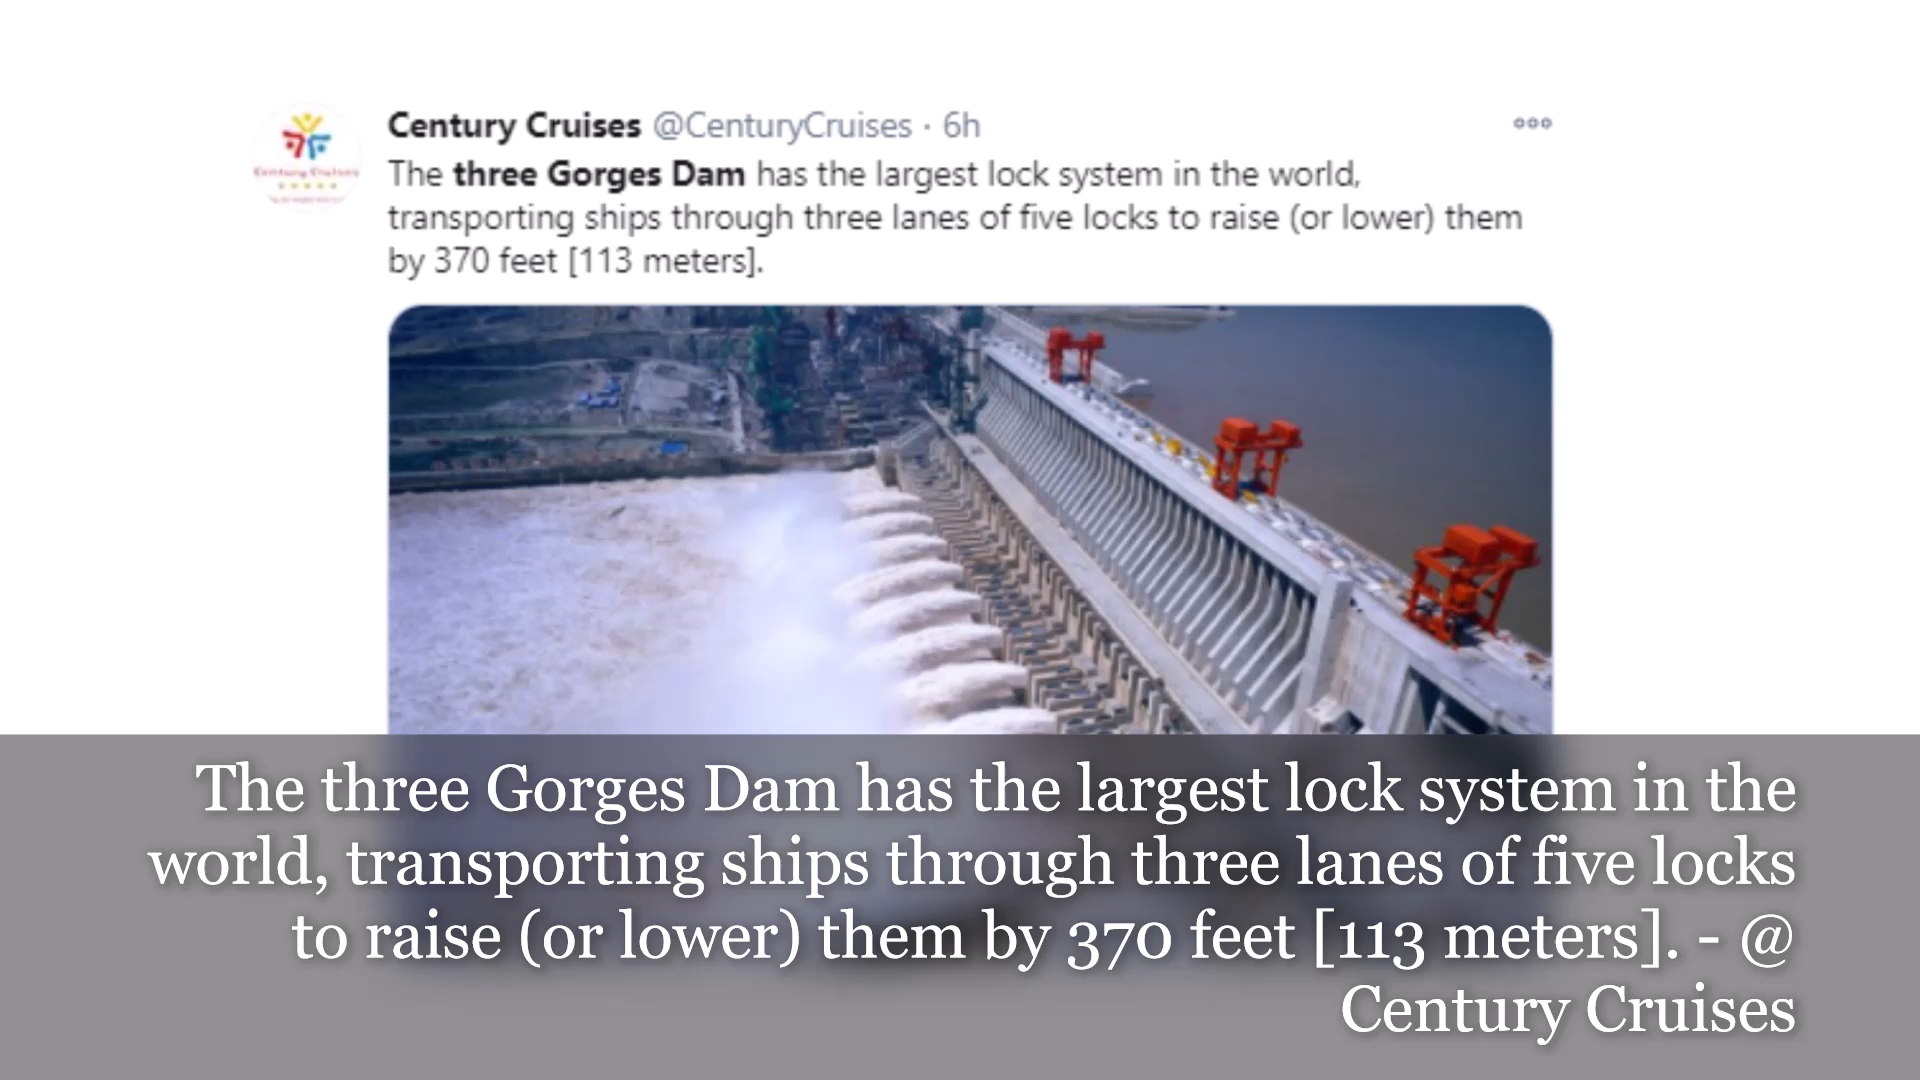 Century Cruises @CenturyCruises · 6h
The three Gorges Dam has the largest lock system in the world,
transporting ships through three lanes of five locks to raise (or lower) them
by 370 feet [113 meters].
Century Cruises
The three Gorges Dam has the largest lock system in the
world, transporting ships through three lanes of five locks
to raise (or lower) them by 370 feet [113 meters]. - @
Century Cruises